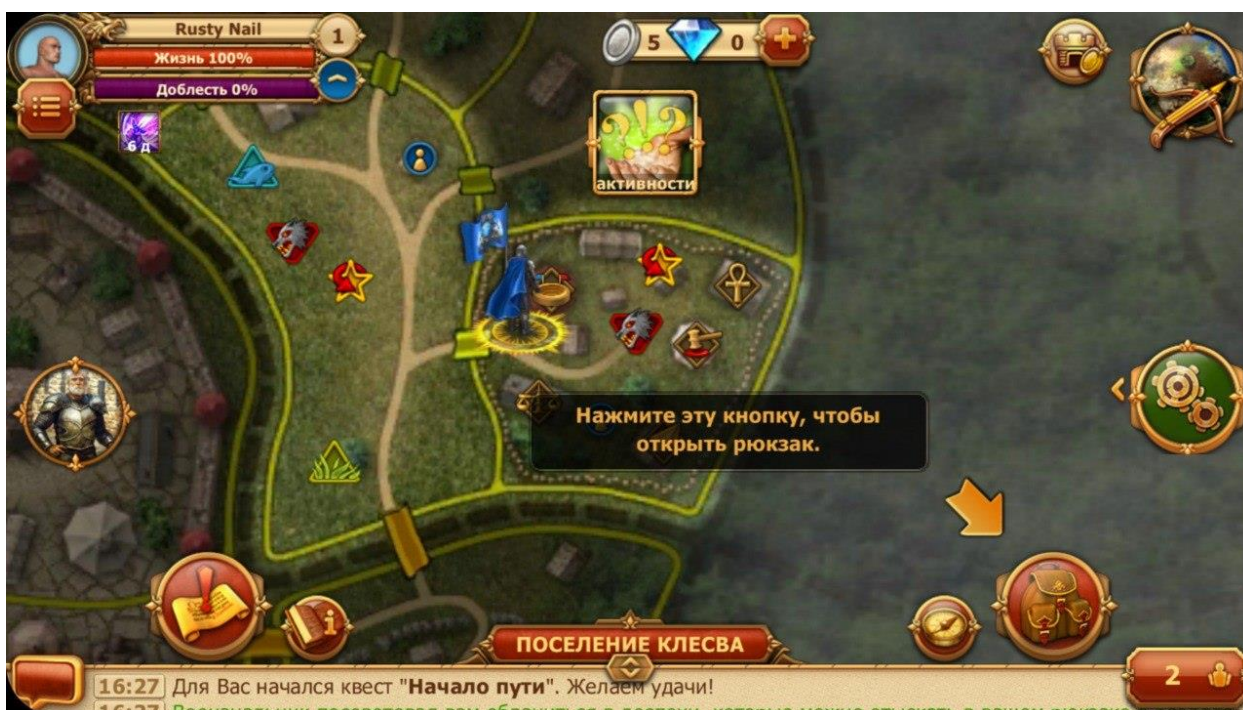 Rusty Nail
1
Жизнь 100%
Доблесть 0%
6 д
5
0
?!?
активности
Нажмите эту кнопку, чтобы
открыть рюкзак.
ПОСЕЛЕНИЕ КЛЕСВА
16:27 Для Вас начался квест "Начало пути". Желаем удачи!
2